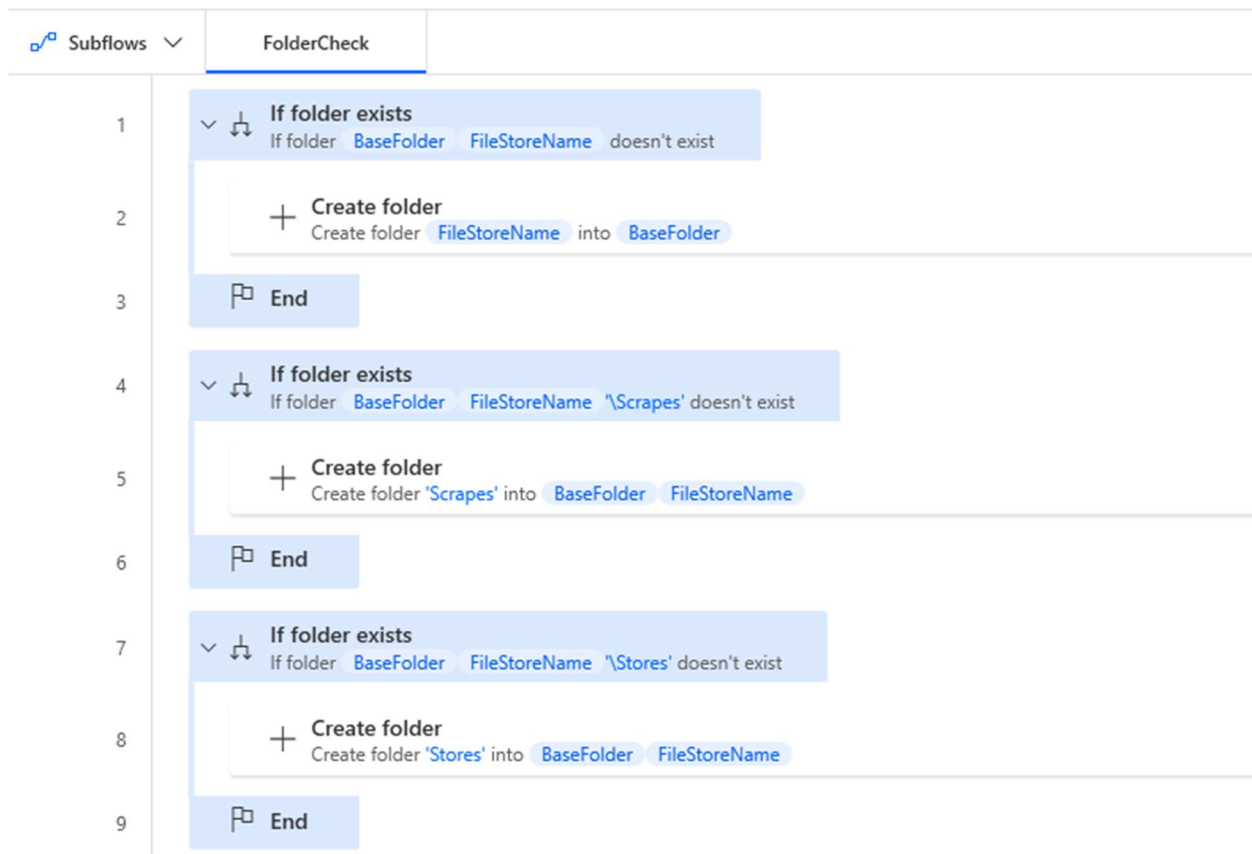 Subflows FolderCheck
1 If folder exists
If folder BaseFolder FileStoreName doesn't exist
2 Create folder
Create folder FileStoreName into BaseFolder
3 End
4 If folder exists
If folder BaseFolder FileStoreName '\Scrapes' doesn't exist
5 Create folder
Create folder 'Scrapes' into BaseFolder FileStoreName
6 End
7 If folder exists
If folder BaseFolder FileStoreName '\Stores' doesn't exist
8 Create folder
Create folder 'Stores' into BaseFolder FileStoreName
9 End